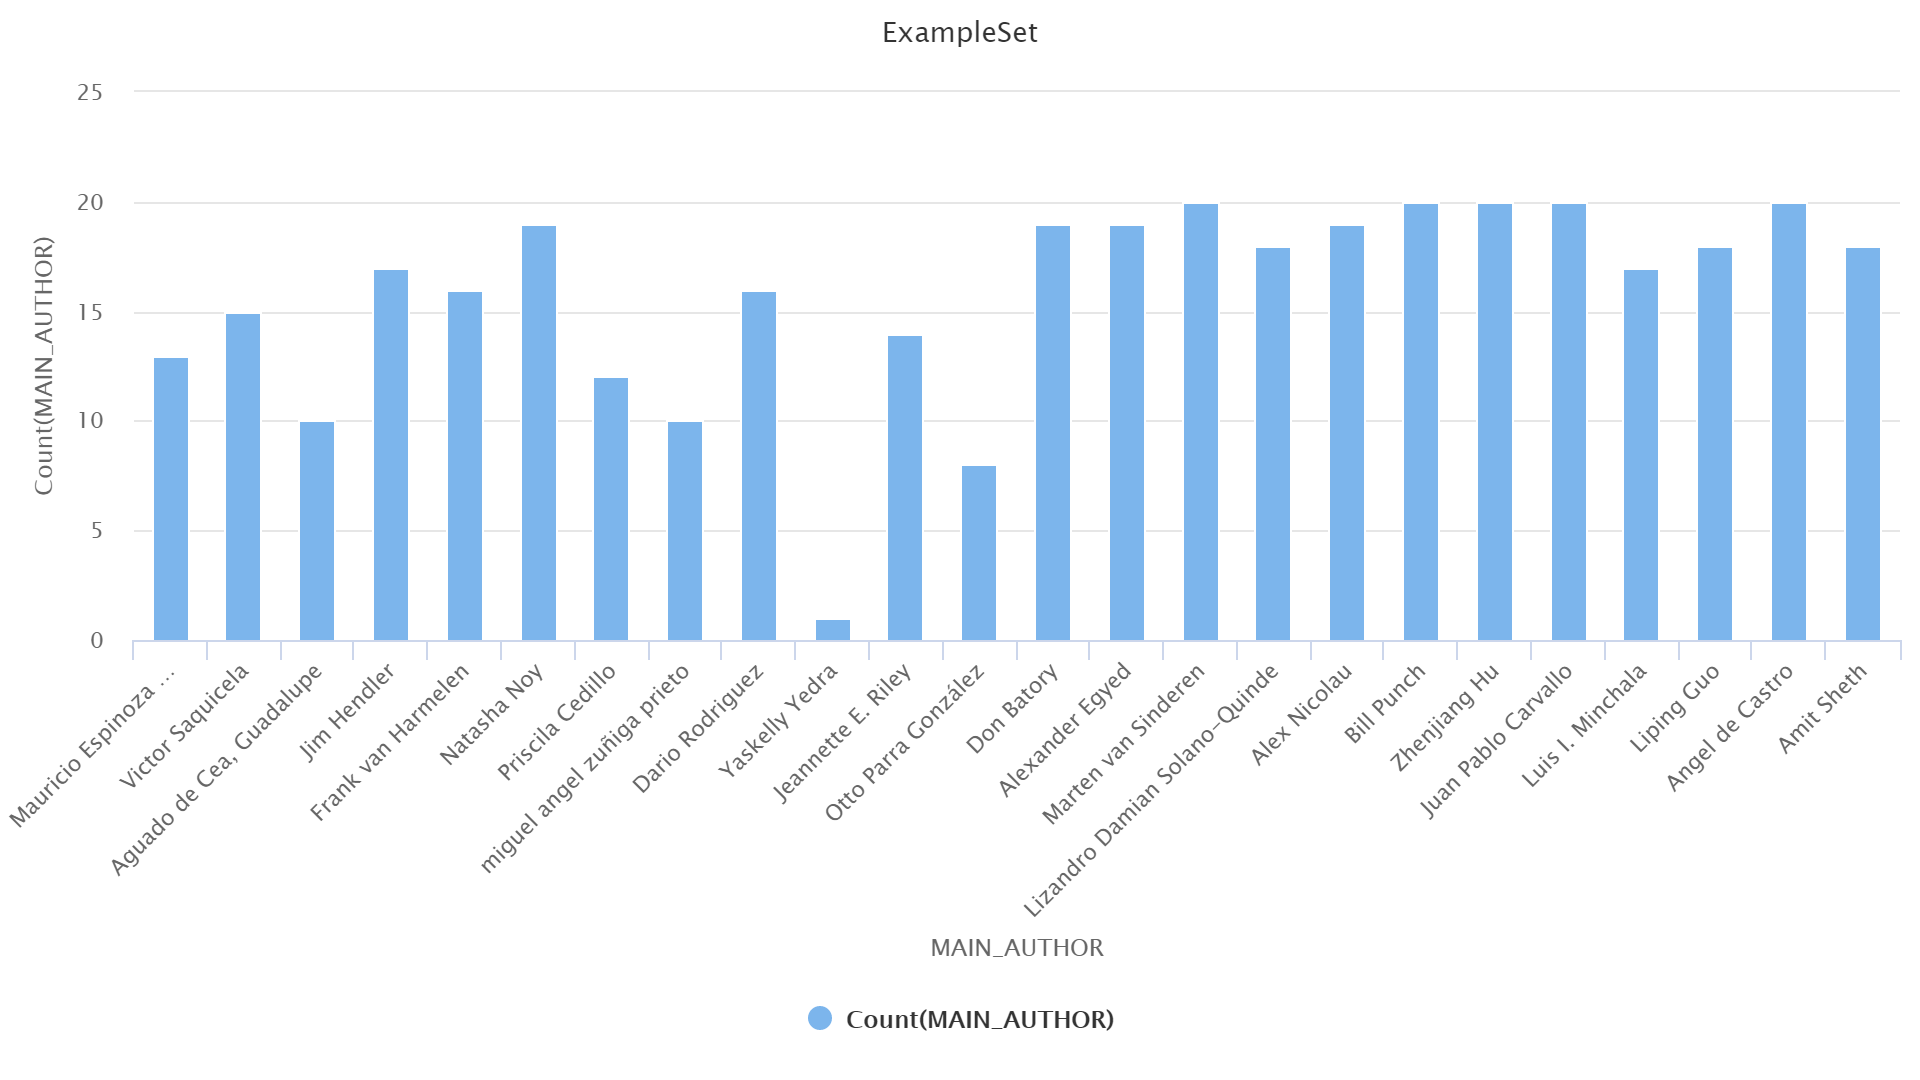 ExampleSet
25
20
15
10
5
0
Count(MAIN_AUTHOR)
Mauricio Espinoza ...
Victor Saquicela
Aguado de Cea, Guadalupe
Jim Hendler
Frank van Harmelen
Natasha Noy
Priscila Cedillo
miguel angel zuñiga prieto
Dario Rodriguez
Yaskelly Yedra
Jeannette E. Riley
Otto Parra González
Don Batory
Alexander Egyed
Marten van Sinderen
Lizandro Damian Solano-Quinde
Alex Nicolau
Bill Punch
Zhenjiang Hu
Juan Pablo Carvallo
Luis I. Minchala
Liping Guo
Angel de Castro
Amit Sheth
MAIN_AUTHOR
Count(MAIN_AUTHOR)